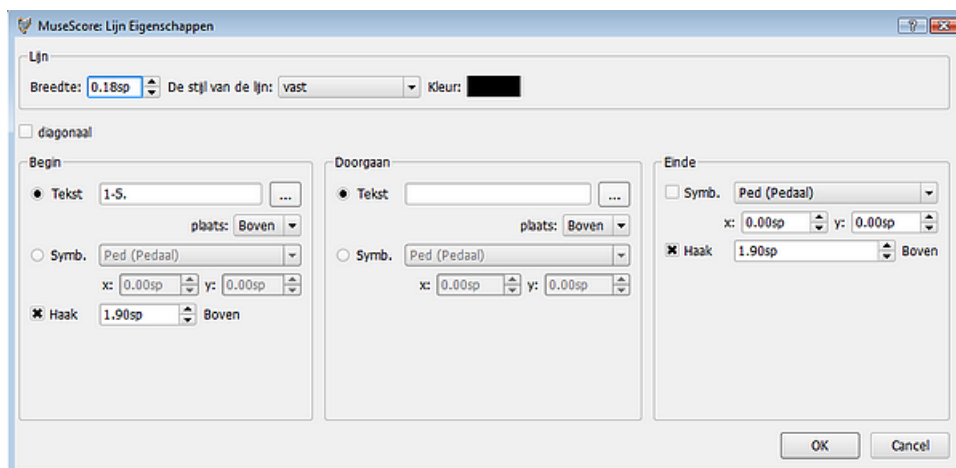 MuseScore: Lijn Eigenschappen
Lijn
Breedte: 0.18sp De stijl van de lijn: vast Kleur:
diagonaal
Begin
Tekst 1-5. ...
plaats: Boven
Symb. Ped (Pedaal)
x: 0.00sp y: 0.00sp
Haak 1.90sp Boven
Doorgaan
Tekst ...
plaats: Boven
Symb. Ped (Pedaal)
x: 0.00sp y: 0.00sp
Einde
Symb. Ped (Pedaal)
x: 0.00sp y: 0.00sp
Haak 1.90sp Boven
OK Cancel